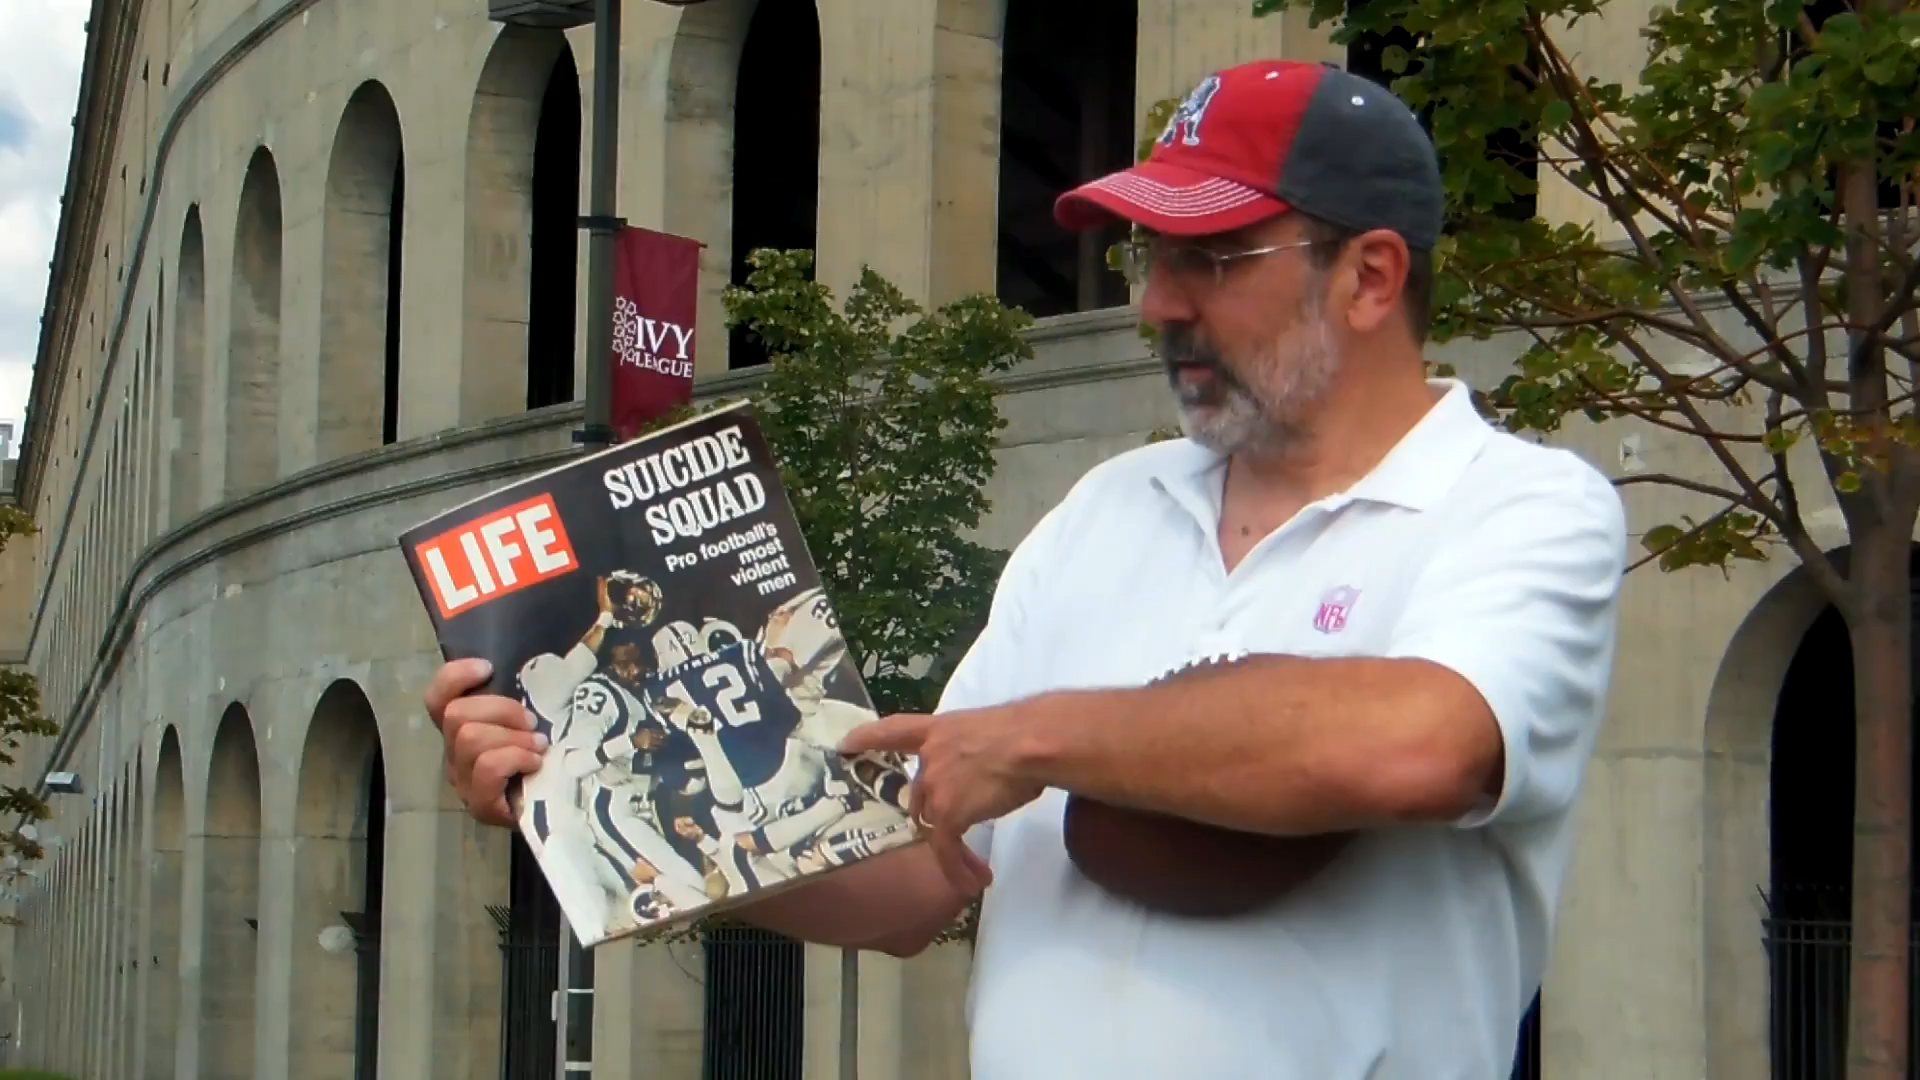 IVY
LEAGUE
LIFE
SUICIDE
SQUAD
Pro football's
most
violent
men
23
12
NFL